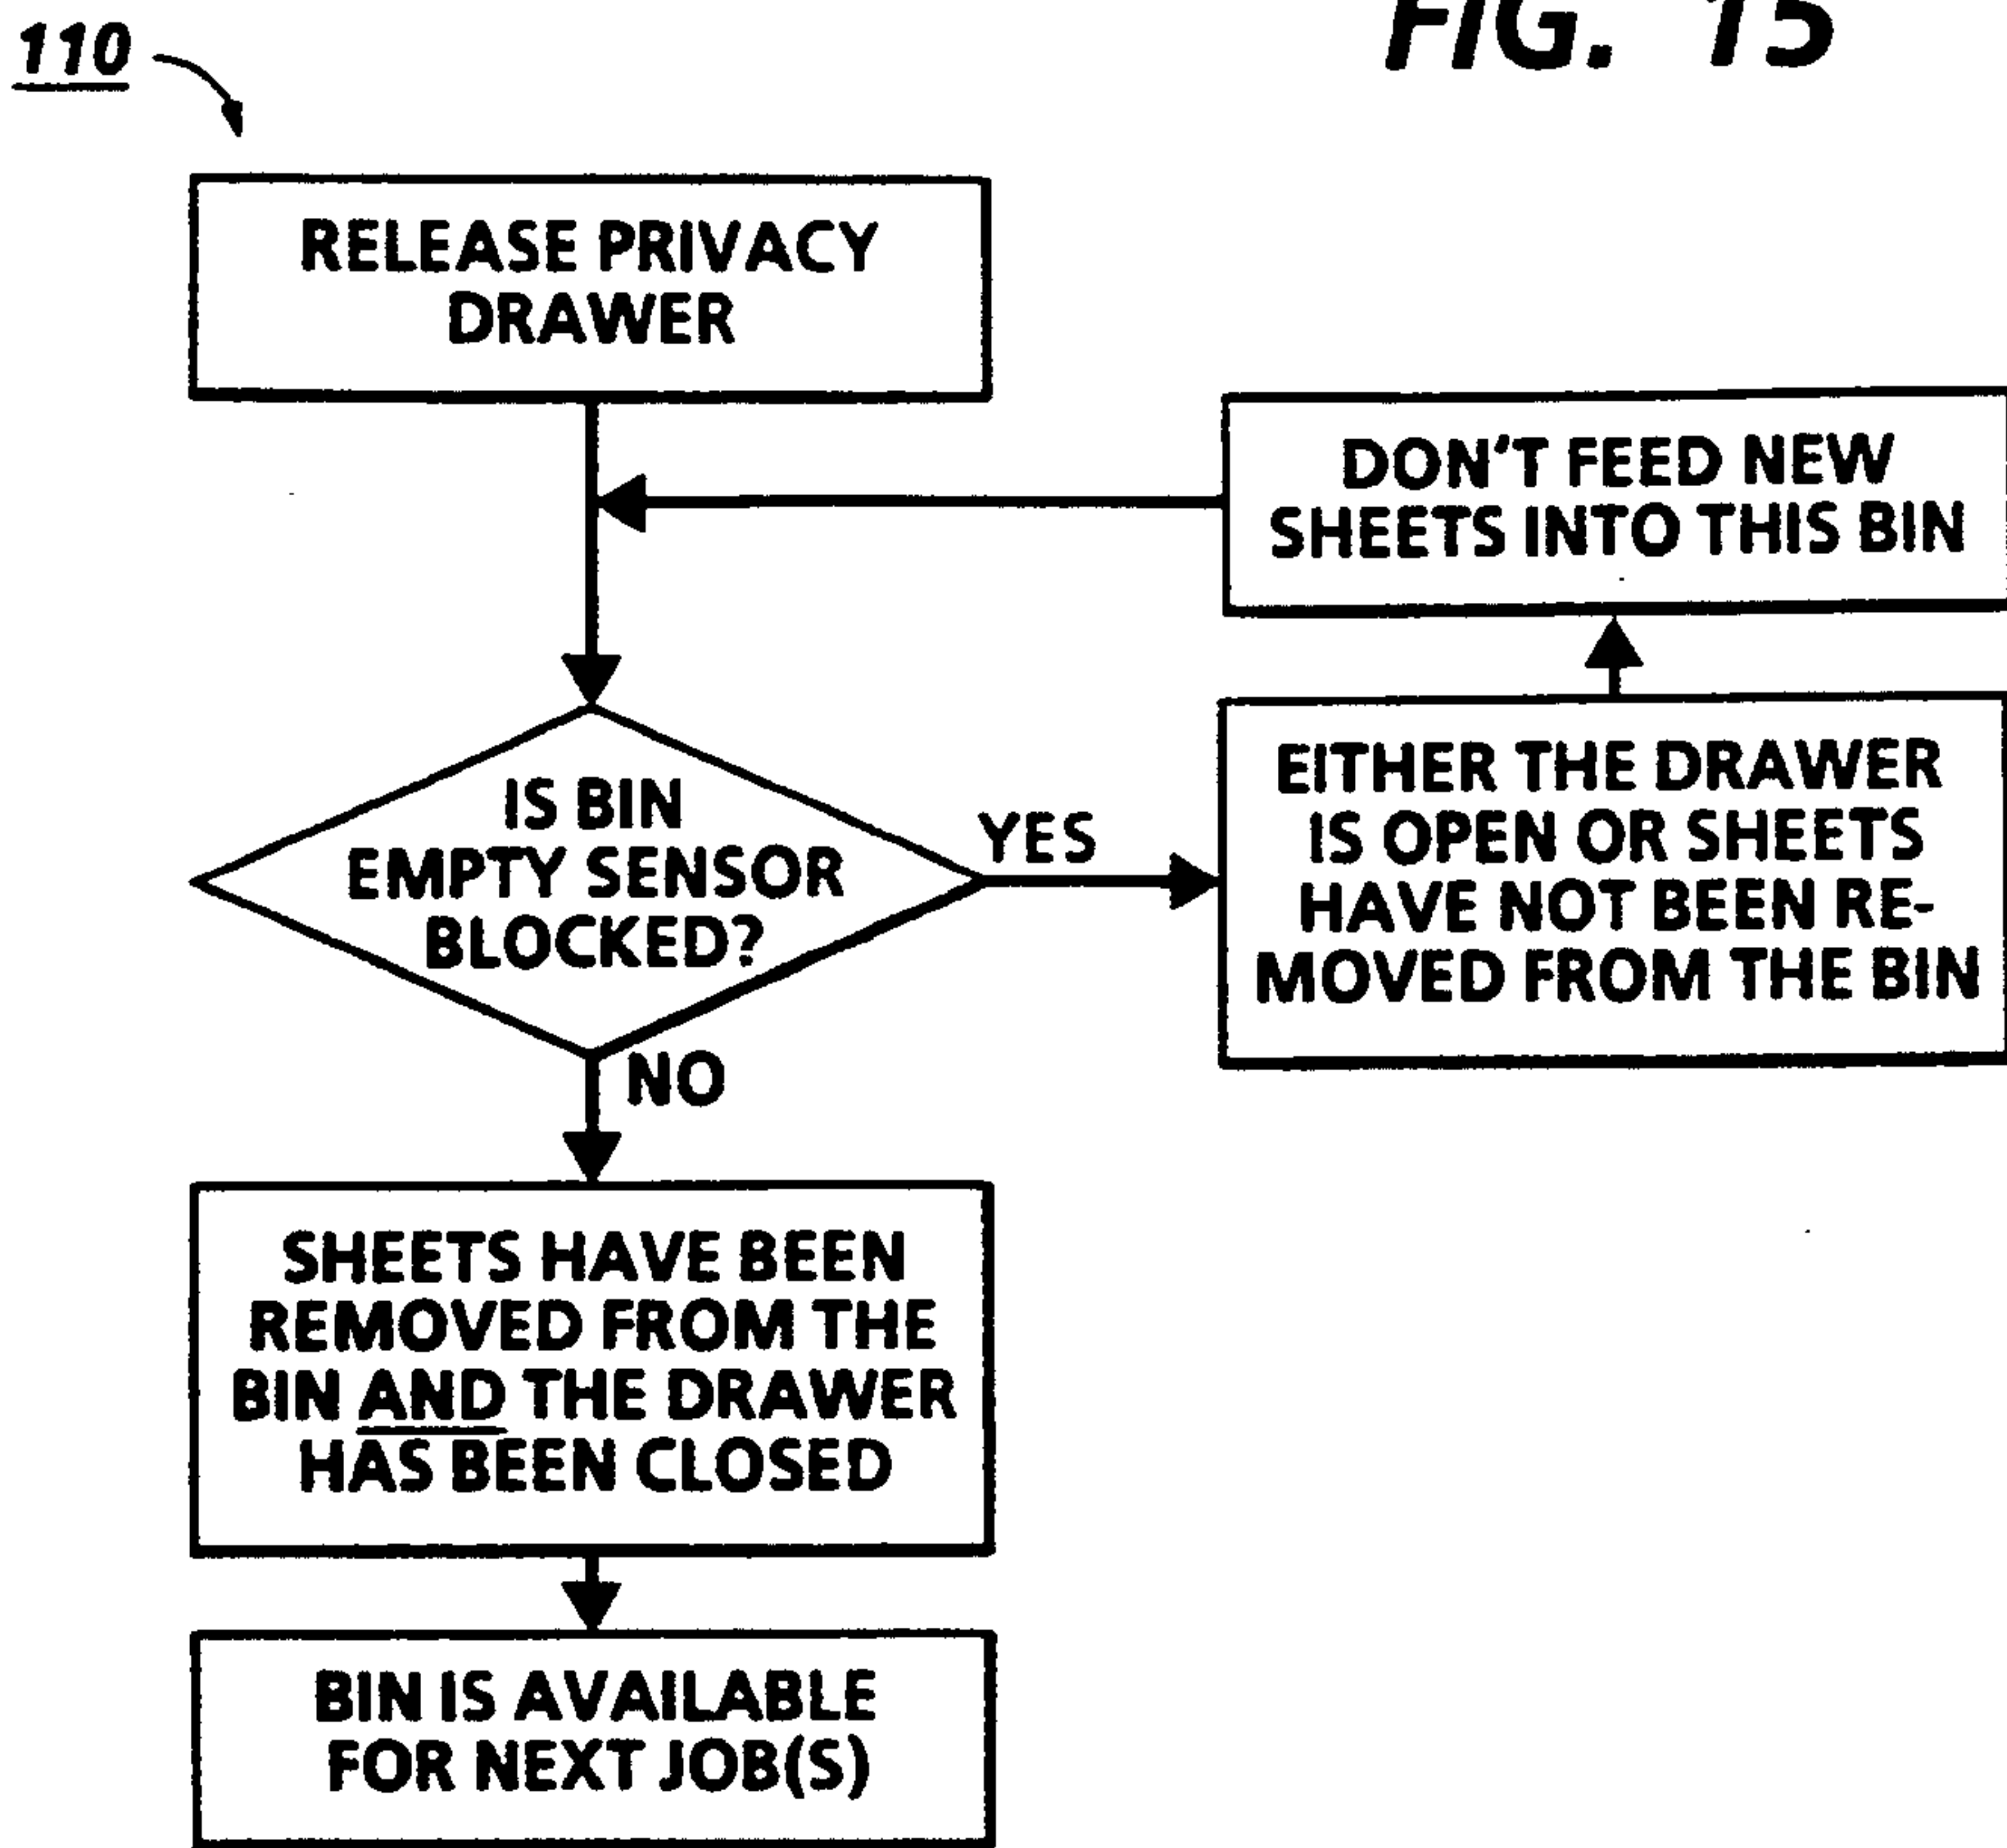 110
FIG. 15
RELEASE PRIVACY
DRAWER
DON'T FEED NEW
SHEETS INTO THIS BIN
IS BIN
EMPTY SENSOR
BLOCKED?
YES
EITHER THE DRAWER
IS OPEN OR SHEETS
HAVE NOT BEEN RE-
MOVED FROM THE BIN
NO
SHEETS HAVE BEEN
REMOVED FROM THE
BIN AND THE DRAWER
HAS BEEN CLOSED
BIN IS AVAILABLE
FOR NEXT JOB(S)